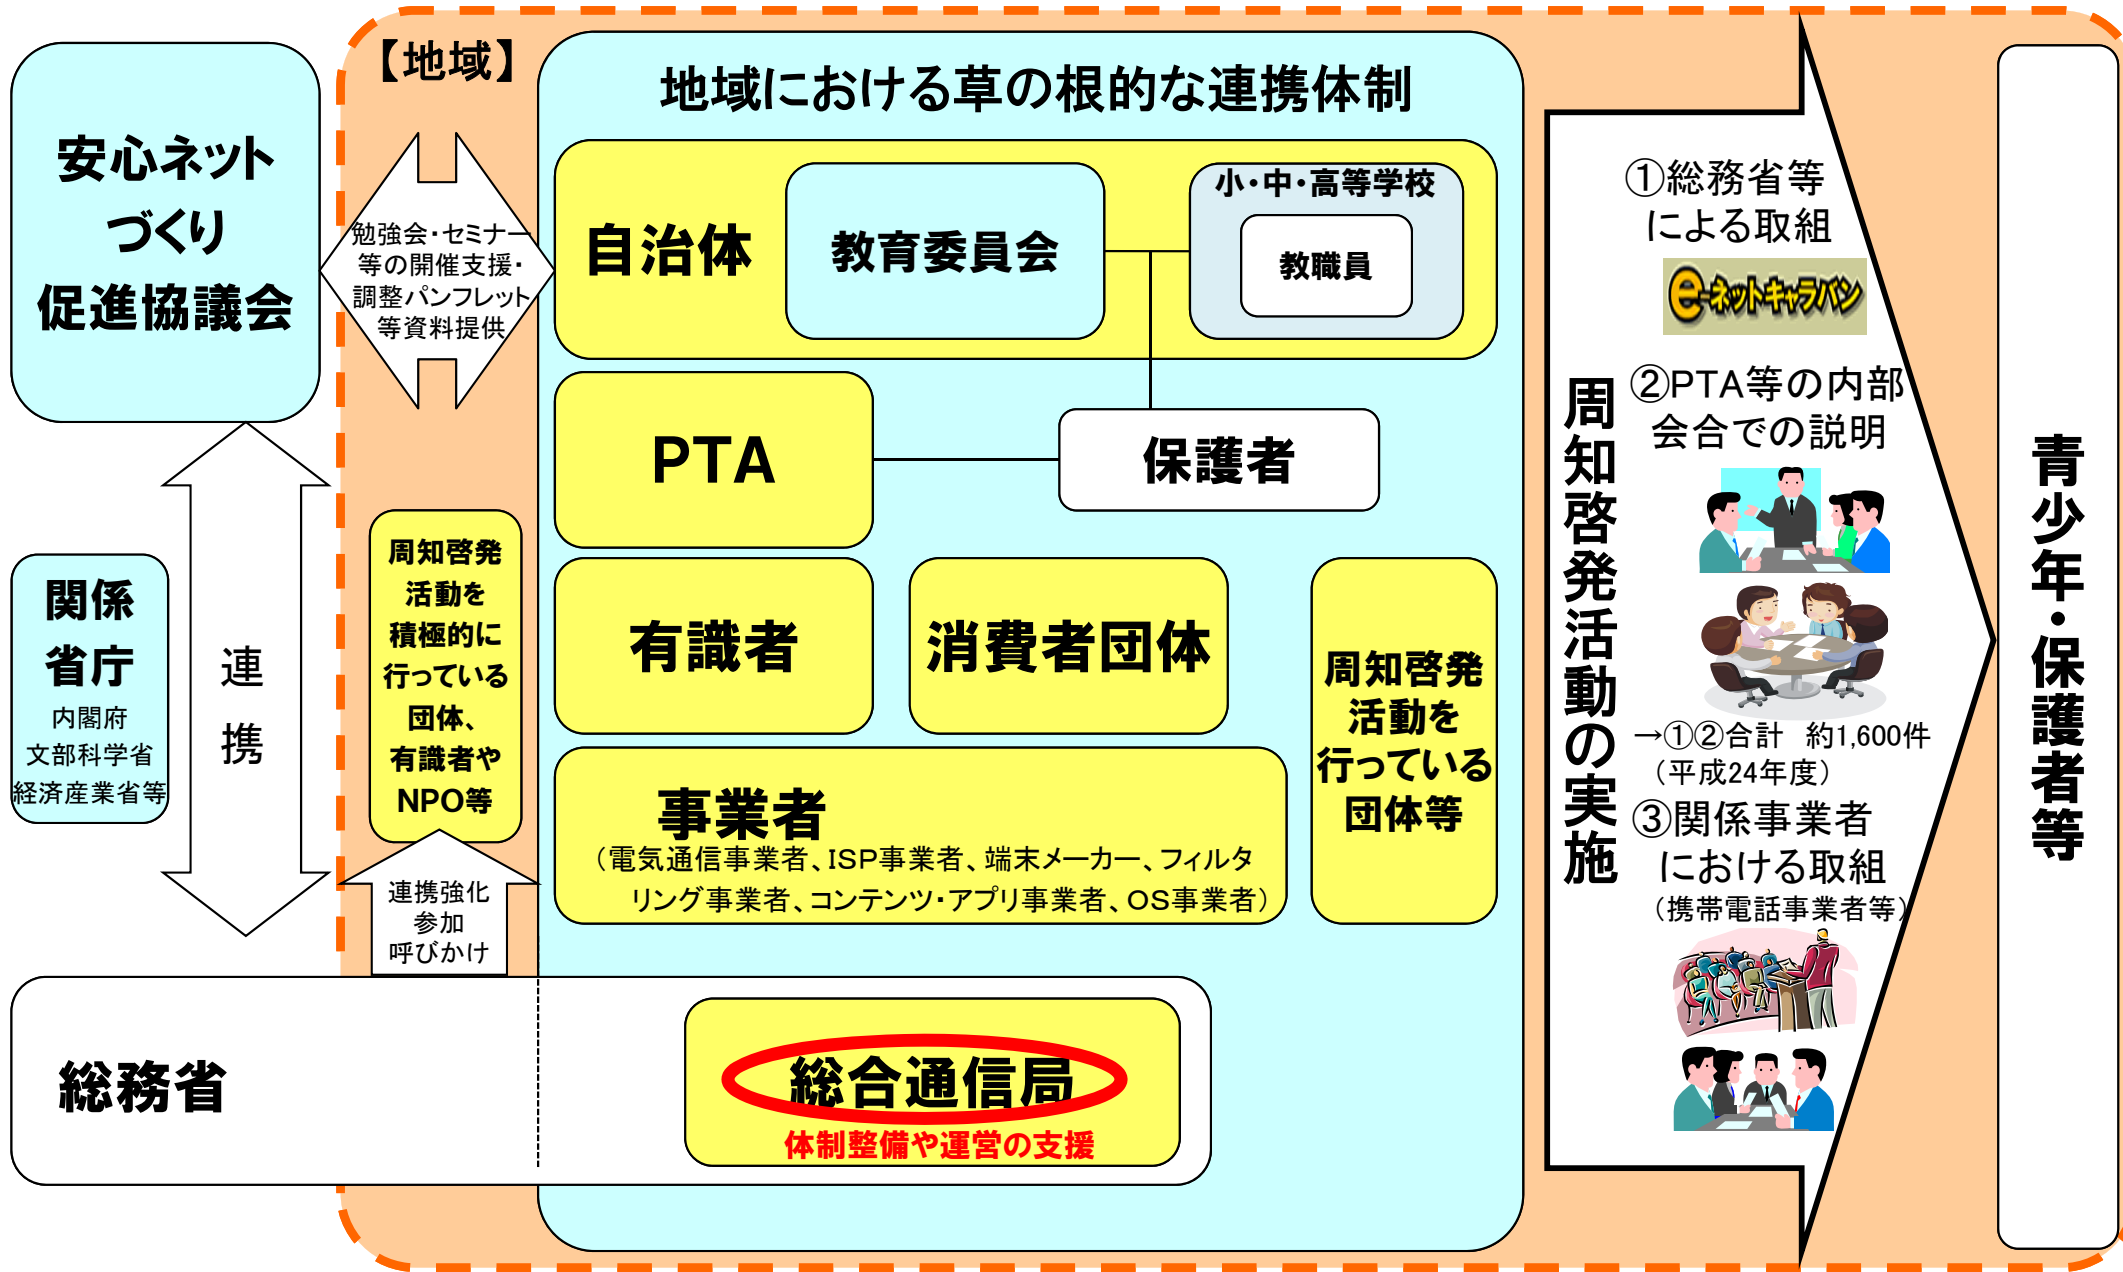 安心ネット
づくり
促進協議会
関係
省庁
内閣府
文部科学省
経済産業省等
連
携
【地域】
勉強会・セミナー
等の開催支援・
調整パンフレット
等資料提供
周知啓発
活動を
積極的に
行っている
団体、
有識者や
NPO等
連携強化
参加
呼びかけ
地域における草の根的な連携体制
自治体
教育委員会
小・中・高等学校
教職員
PTA
保護者
有識者
消費者団体
周知啓発
活動を
行っている
団体等
事業者
（電気通信事業者、ISP事業者、端末メーカー、フィルタ
リング事業者、コンテンツ・アプリ事業者、OS事業者）
総務省
総合通信局
体制整備や運営の支援
周知啓発活動の実施
①総務省等
による取組
e-ネットキャラバン
②PTA等の内部
会合での説明
→①②合計　約1,600件
（平成24年度）
③関係事業者
における取組
（携帯電話事業者等）
青少年・保護者等